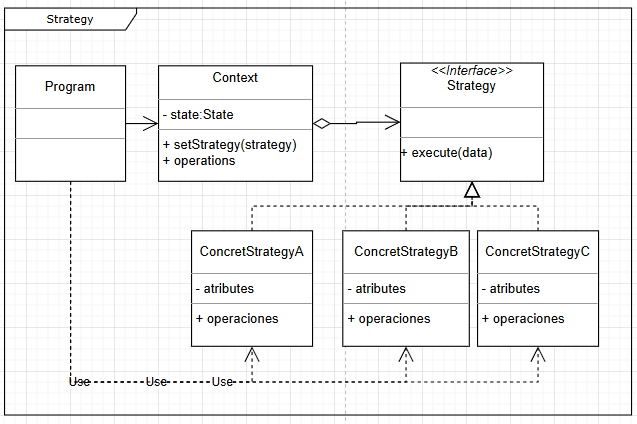 Strategy
Program
Context
- state:State
+ setStrategy(strategy)
+ operations
<<Interface>>
Strategy
+ execute(data)
ConcretStrategyA
- atributes
+ operaciones
ConcretStrategyB
- atributes
+ operaciones
ConcretStrategyC
- atributes
+ operaciones
Use
Use
Use